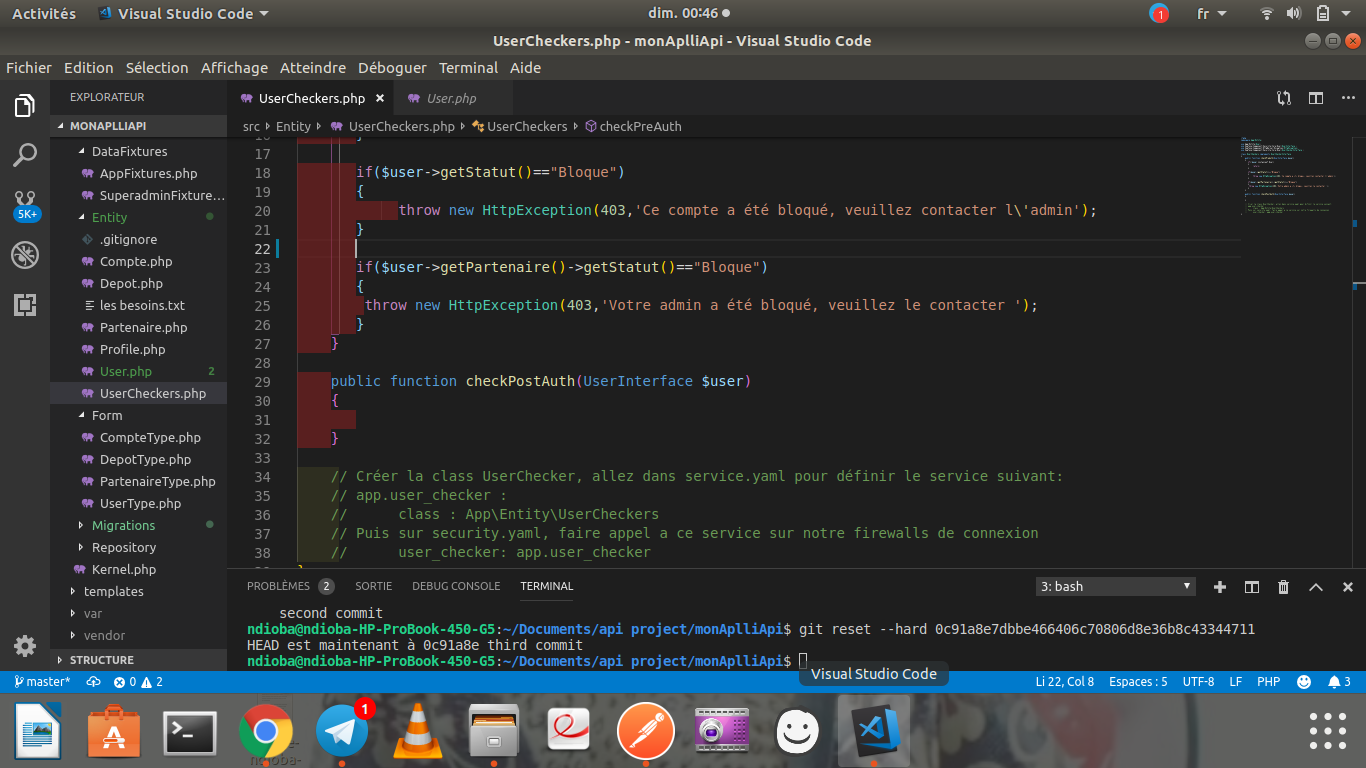 Activités Visual Studio Code dim. 00:46 1 fr
UserCheckers.php - monAplliApi - Visual Studio Code
Fichier Edition Sélection Affichage Atteindre Déboguer Terminal Aide
EXPLORATEUR
MONAPLLIAPI
DataFixtures
AppFixtures.php
SuperadminFixture...
Entity
.gitignore
Compte.php
Depot.php
les besoins.txt
Partenaire.php
Profile.php
User.php 2
UserCheckers.php
Form
CompteType.php
DepotType.php
PartenaireType.php
UserType.php
Migrations
Repository
Kernel.php
templates
var
vendor
STRUCTURE
5K+
UserCheckers.php User.php
src Entity UserCheckers.php UserCheckers checkPreAuth
17
18 if($user->getStatut()=="Bloque")
19 {
20 throw new HttpException(403,'Ce compte a été bloqué, veuillez contacter l\'admin');
21 }
22
23 if($user->getPartenaire()->getStatut()=="Bloque")
24 {
25 throw new HttpException(403,'Votre admin a été bloqué, veuillez le contacter ');
26 }
27 }
28
29 public function checkPostAuth(UserInterface $user)
30 {
31
32 }
33
34 // Créer la class UserChecker, allez dans service.yaml pour définir le service suivant:
35 // app.user_checker :
36 // class : App\Entity\UserCheckers
37 // Puis sur security.yaml, faire appel a ce service sur notre firewalls de connexion
38 // user_checker: app.user_checker
PROBLÈMES 2 SORTIE DEBUG CONSOLE TERMINAL 3: bash
second commit
ndioba@ndioba-HP-ProBook-450-G5:~/Documents/api project/monAplliApi$ git reset --hard 0c91a8e7dbbe466406c70806d8e36b8c43344711
HEAD est maintenant à 0c91a8e third commit
ndioba@ndioba-HP-ProBook-450-G5:~/Documents/api project/monAplliApi$
Visual Studio Code
master* 0 2 Li 22, Col 8 Espaces : 5 UTF-8 LF PHP 3
1